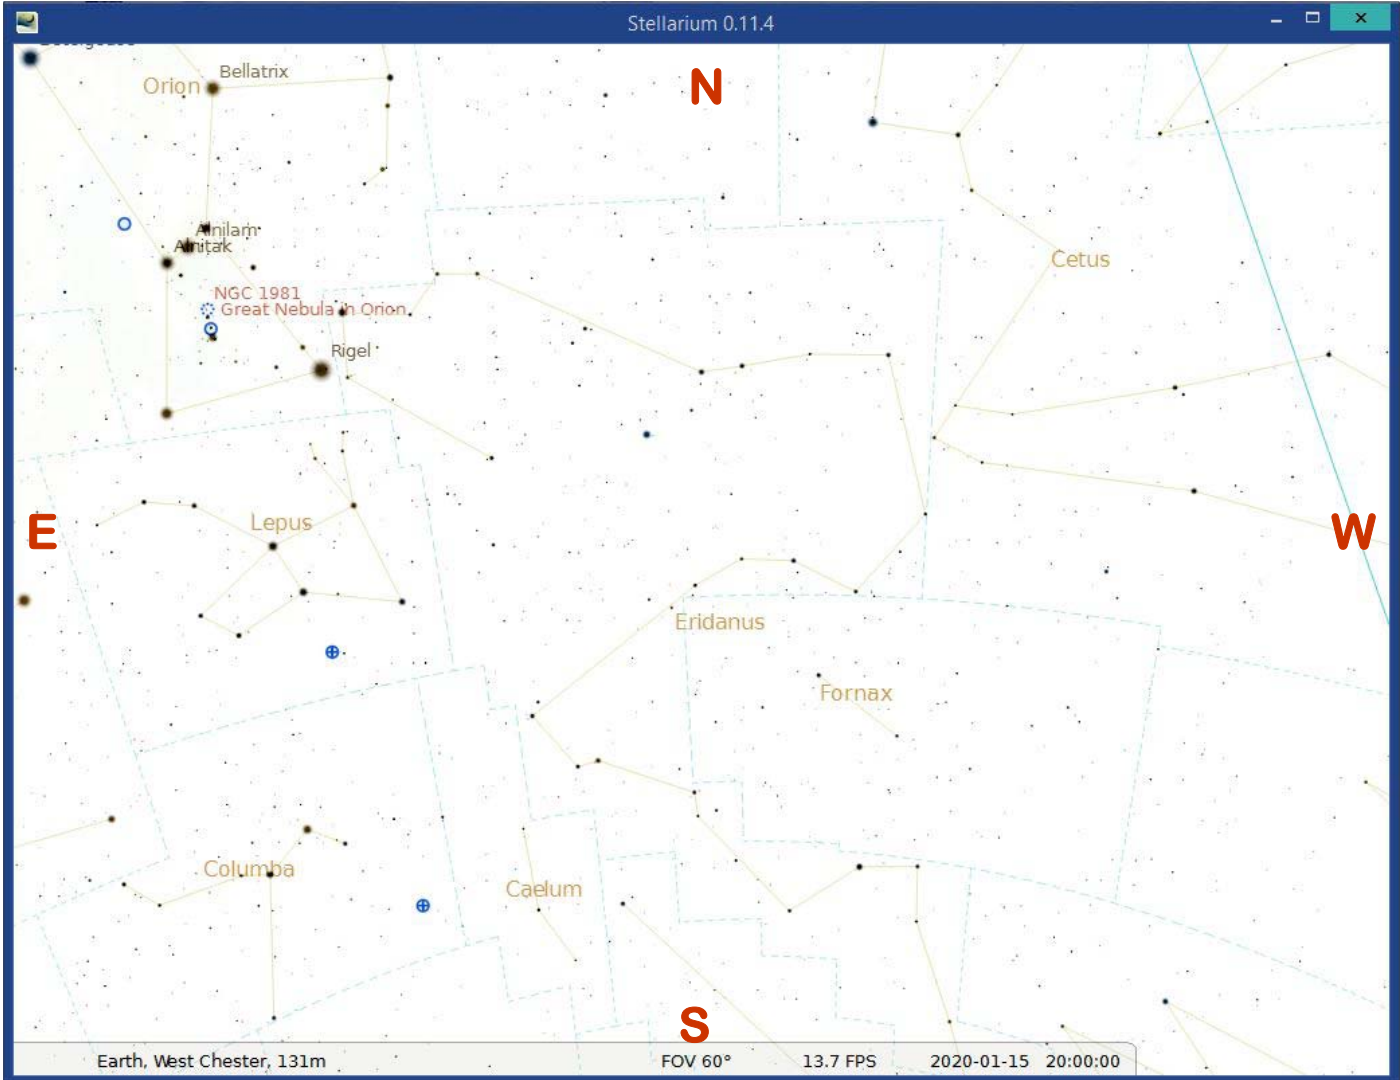 Stellarium 0.11.4
Bellatrix
Orion
N
Alnilam
Alnitak
Cetus
NGC 1981
Great Nebula in Orion
Rigel
Lepus
E
W
Eridanus
Fornax
Columba
Caelum
S
Earth, West Chester, 131m FOV 60° 13.7 FPS 2020-01-15 20:00:00